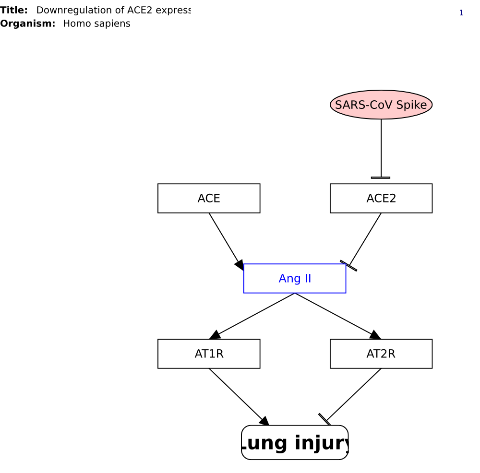 Title: Downregulation of ACE2 express
1
Organism: Homo sapiens
SARS-CoV Spike
ACE
ACE2
Ang II
AT1R
AT2R
Lung injury